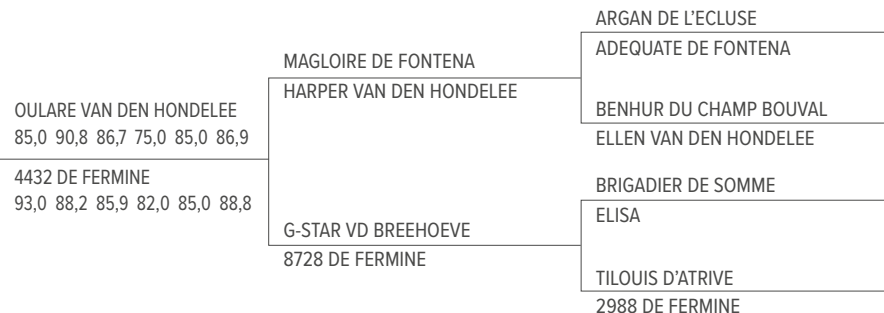 OULARE VAN DEN HONDELEE
85,0 90,8 86,7 75,0 85,0 86,9
4432 DE FERMINE
93,0 88,2 85,9 82,0 85,0 88,8
MAGLOIRE DE FONTENA
HARPER VAN DEN HONDELEE
G-STAR VD BREEHOEVE
8728 DE FERMINE
ARGAN DE L'ECLUSE
ADEQUATE DE FONTENA
BENHUR DU CHAMP BOUVAL
ELLEN VAN DEN HONDELEE
BRIGADIER DE SOMME
ELISA
TILOUIS D'ATRIVE
2988 DE FERMINE